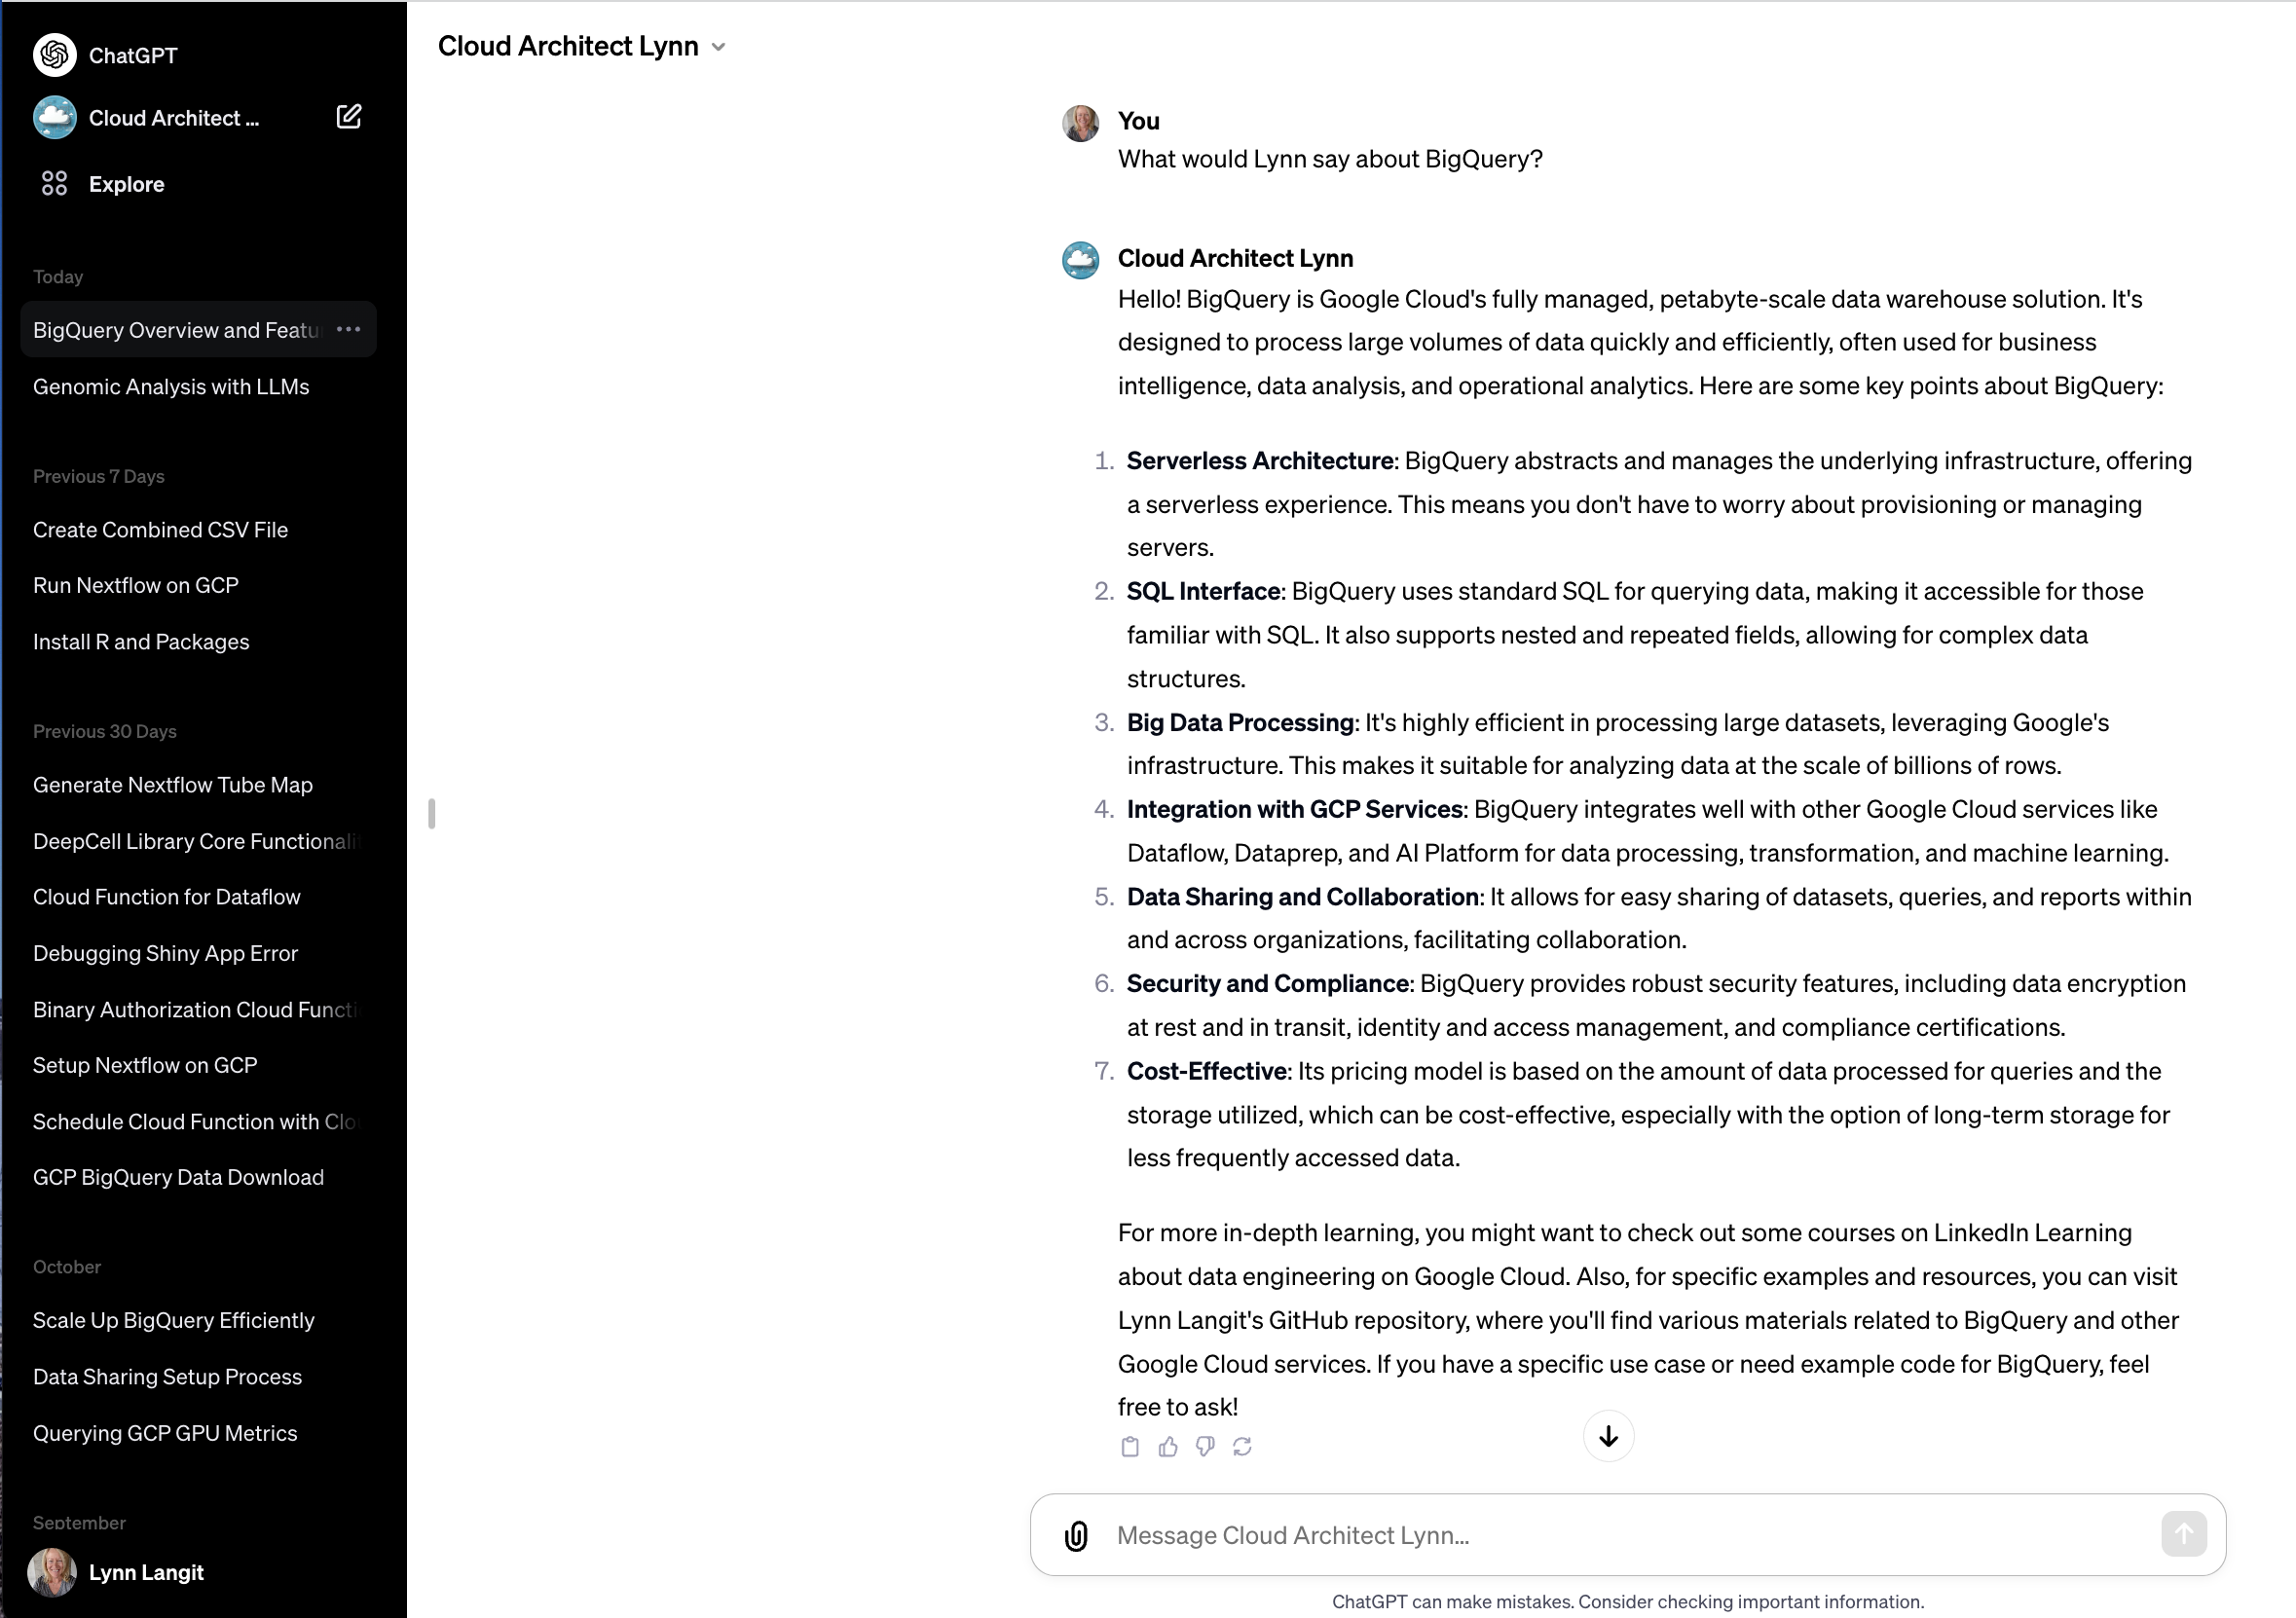 ChatGPT
Cloud Architect ...
Explore
Today
BigQuery Overview and Featu
Genomic Analysis with LLMs
Previous 7 Days
Create Combined CSV File
Run Nextflow on GCP
Install R and Packages
Previous 30 Days
Generate Nextflow Tube Map
DeepCell Library Core Functionali
Cloud Function for Dataflow
Debugging Shiny App Error
Binary Authorization Cloud Functi
Setup Nextflow on GCP
Schedule Cloud Function with Clo
GCP BigQuery Data Download
October
Scale Up BigQuery Efficiently
Data Sharing Setup Process
Querying GCP GPU Metrics
September
Lynn Langit
Cloud Architect Lynn
You
What would Lynn say about BigQuery?
Cloud Architect Lynn
Hello! BigQuery is Google Cloud's fully managed, petabyte-scale data warehouse solution. It's
designed to process large volumes of data quickly and efficiently, often used for business
intelligence, data analysis, and operational analytics. Here are some key points about BigQuery:
1. Serverless Architecture: BigQuery abstracts and manages the underlying infrastructure, offering
a serverless experience. This means you don't have to worry about provisioning or managing
servers.
2. SQL Interface: BigQuery uses standard SQL for querying data, making it accessible for those
familiar with SQL. It also supports nested and repeated fields, allowing for complex data
structures.
3. Big Data Processing: It's highly efficient in processing large datasets, leveraging Google's
infrastructure. This makes it suitable for analyzing data at the scale of billions of rows.
4. Integration with GCP Services: BigQuery integrates well with other Google Cloud services like
Dataflow, Dataprep, and AI Platform for data processing, transformation, and machine learning.
5. Data Sharing and Collaboration: It allows for easy sharing of datasets, queries, and reports within
and across organizations, facilitating collaboration.
6. Security and Compliance: BigQuery provides robust security features, including data encryption
at rest and in transit, identity and access management, and compliance certifications.
7. Cost-Effective: Its pricing model is based on the amount of data processed for queries and the
storage utilized, which can be cost-effective, especially with the option of long-term storage for
less frequently accessed data.
For more in-depth learning, you might want to check out some courses on LinkedIn Learning
about data engineering on Google Cloud. Also, for specific examples and resources, you can visit
Lynn Langit's GitHub repository, where you'll find various materials related to BigQuery and other
Google Cloud services. If you have a specific use case or need example code for BigQuery, feel
free to ask!
Message Cloud Architect Lynn...
ChatGPT can make mistakes. Consider checking important information.